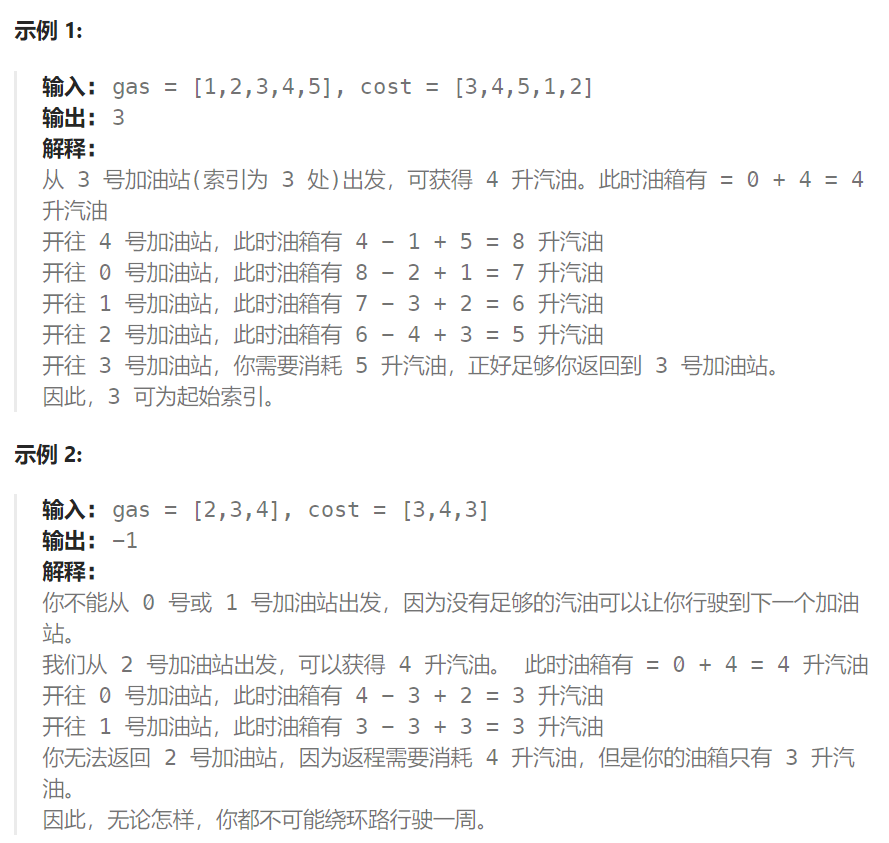 示例 1:
输入: gas = [1,2,3,4,5], cost = [3,4,5,1,2]
输出: 3
解释:
从 3 号加油站(索引为 3 处)出发，可获得 4 升汽油。此时油箱有 = 0 + 4 = 4
升汽油
开往 4 号加油站，此时油箱有 4 - 1 + 5 = 8 升汽油
开往 0 号加油站，此时油箱有 8 - 2 + 1 = 7 升汽油
开往 1 号加油站，此时油箱有 7 - 3 + 2 = 6 升汽油
开往 2 号加油站，此时油箱有 6 - 4 + 3 = 5 升汽油
开往 3 号加油站，你需要消耗 5 升汽油，正好足够你返回到 3 号加油站。
因此，3 可为起始索引。
示例 2:
输入: gas = [2,3,4], cost = [3,4,3]
输出: -1
解释:
你不能从 0 号或 1 号加油站出发，因为没有足够的汽油可以让你行驶到下一个加油
站。
我们从 2 号加油站出发，可以获得 4 升汽油。 此时油箱有 = 0 + 4 = 4 升汽油
开往 0 号加油站，此时油箱有 4 - 3 + 2 = 3 升汽油
开往 1 号加油站，此时油箱有 3 - 3 + 3 = 3 升汽油
你无法返回 2 号加油站，因为返程需要消耗 4 升汽油，但是你的油箱只有 3 升汽
油。
因此，无论怎样，你都不可能绕环路行驶一周。